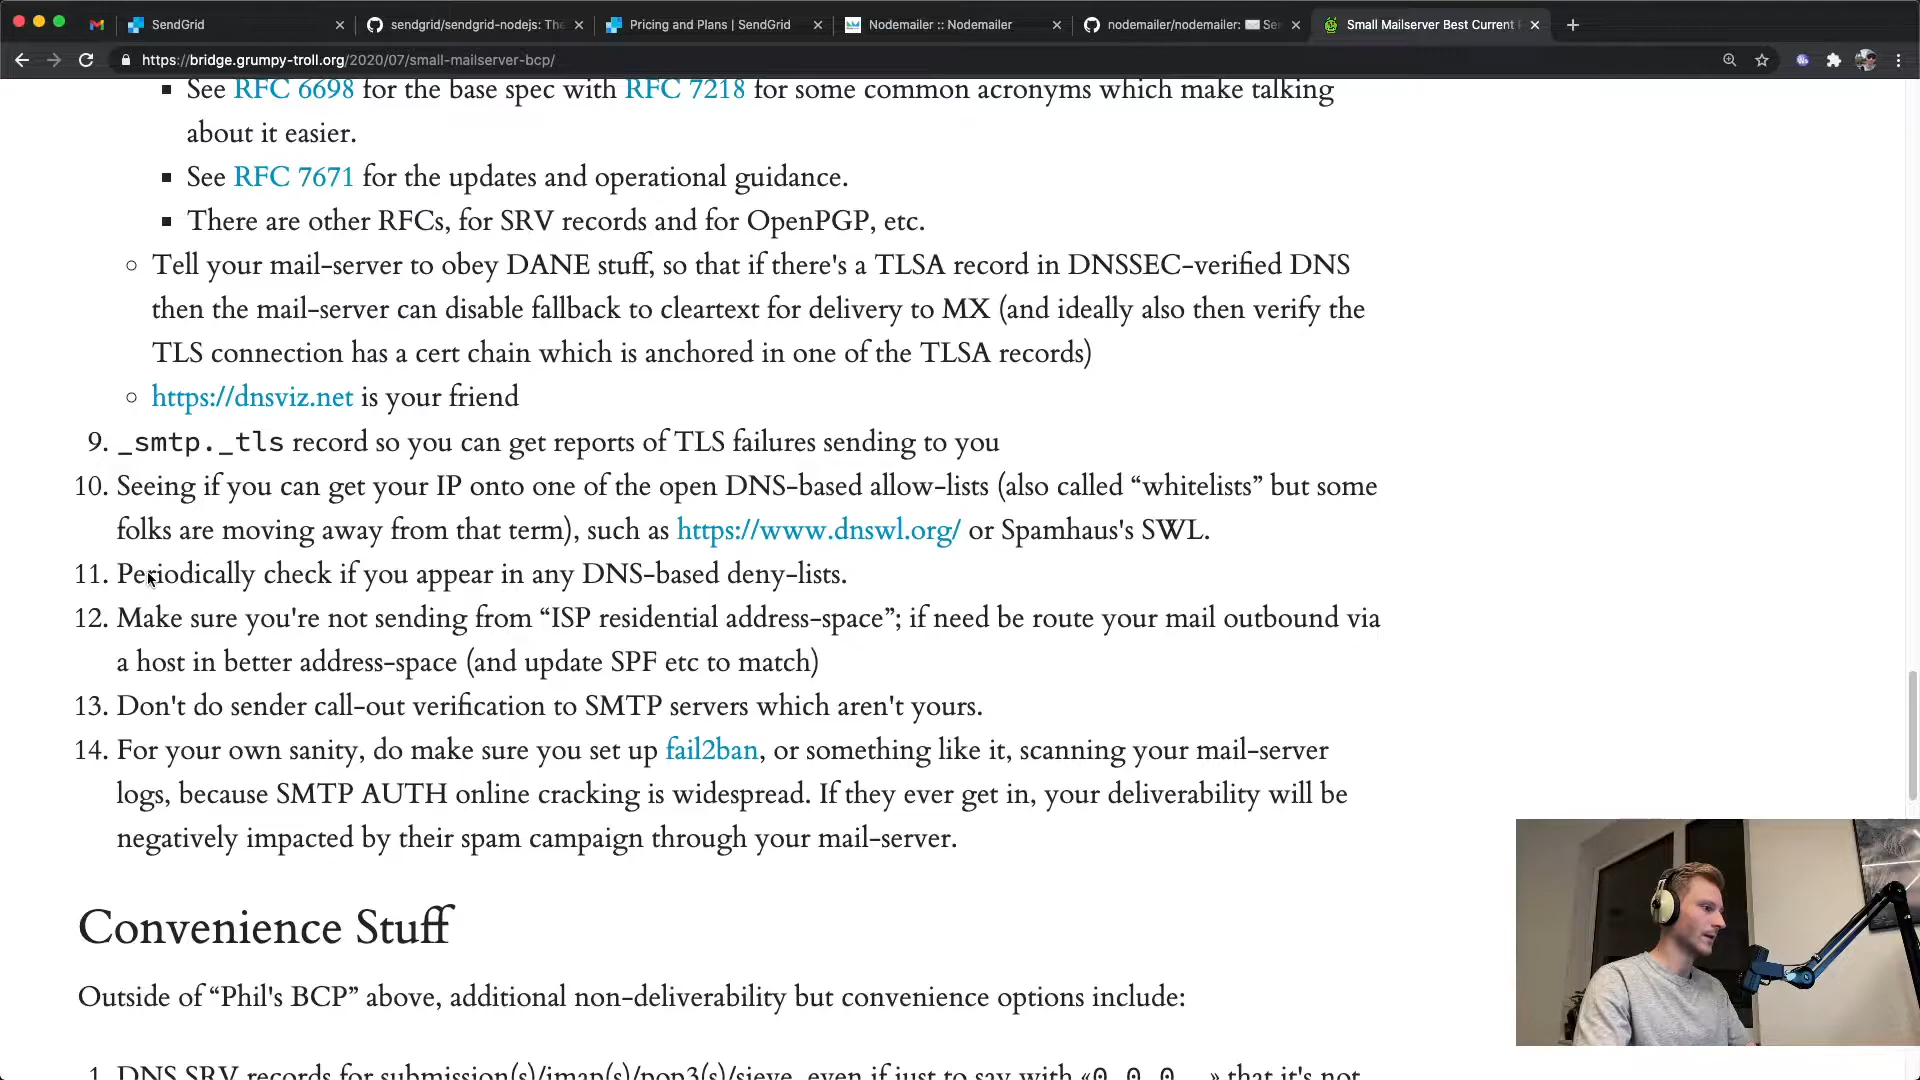 SendGrid
sendgrid/sendgrid-nodejs: The
Pricing and Plans | SendGrid
Nodemailer :: Nodemailer
nodemailer/nodemailer: ✉️ Se
Small Mailserver Best Current
https://bridge.grumpy-troll.org/2020/07/small-mailserver-bcp/
See RFC 6698 for the base spec with RFC 7218 for some common acronyms which make talking
about it easier.
See RFC 7671 for the updates and operational guidance.
There are other RFCs, for SRV records and for OpenPGP, etc.
Tell your mail-server to obey DANE stuff, so that if there's a TLSA record in DNSSEC-verified DNS
then the mail-server can disable fallback to cleartext for delivery to MX (and ideally also then verify the
TLS connection has a cert chain which is anchored in one of the TLSA records)
https://dnsviz.net is your friend
9. _smtp._tls record so you can get reports of TLS failures sending to you
10. Seeing if you can get your IP onto one of the open DNS-based allow-lists (also called “whitelists” but some
folks are moving away from that term), such as https://www.dnswl.org/ or Spamhaus's SWL.
11. Periodically check if you appear in any DNS-based deny-lists.
12. Make sure you're not sending from “ISP residential address-space”; if need be route your mail outbound via
a host in better address-space (and update SPF etc to match)
13. Don't do sender call-out verification to SMTP servers which aren't yours.
14. For your own sanity, do make sure you set up fail2ban, or something like it, scanning your mail-server
logs, because SMTP AUTH online cracking is widespread. If they ever get in, your deliverability will be
negatively impacted by their spam campaign through your mail-server.
Convenience Stuff
Outside of “Phil's BCP” above, additional non-deliverability but convenience options include:
1. DNS SRV records for submission(s)/imap(s)/pop3(s)/sieve, even if just to say with «0 0 0 .» that it's not